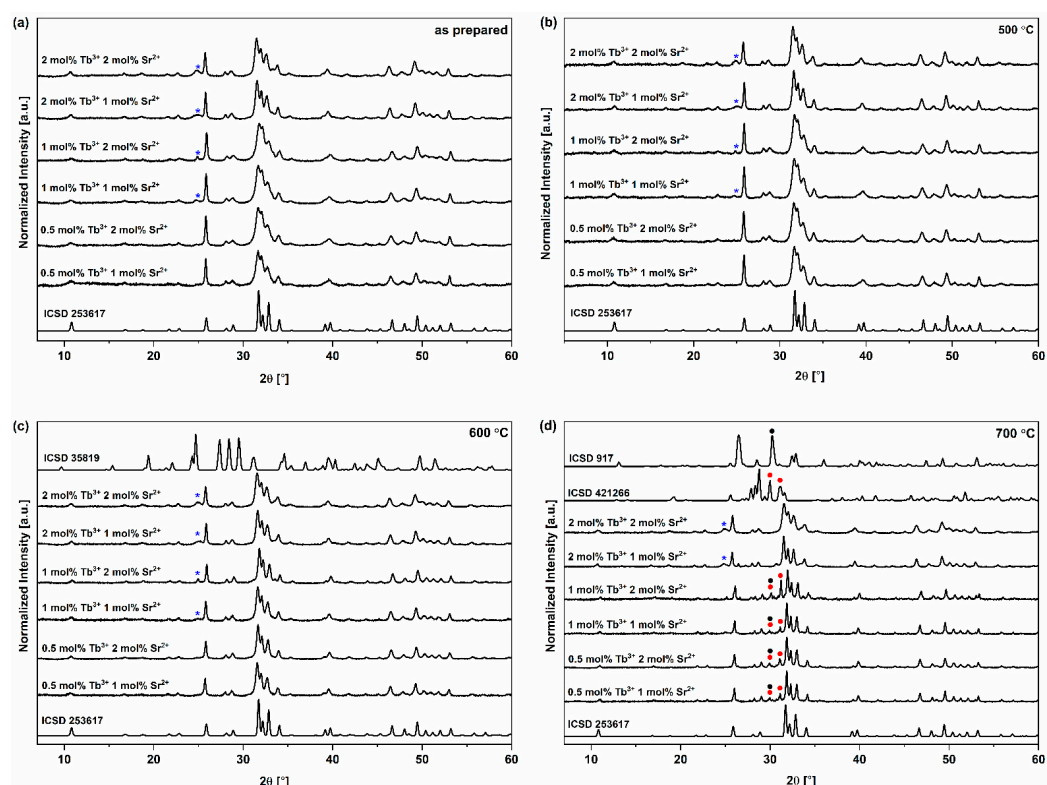 (a)
as prepared
2 mol% Tb³⁺ 2 mol% Sr²⁺
*
2 mol% Tb³⁺ 1 mol% Sr²⁺
*
1 mol% Tb³⁺ 2 mol% Sr²⁺
*
1 mol% Tb³⁺ 1 mol% Sr²⁺
*
0.5 mol% Tb³⁺ 2 mol% Sr²⁺
0.5 mol% Tb³⁺ 1 mol% Sr²⁺
ICSD 253617
Normalized Intensity [a.u.]
10 20 30 40 50 60
2θ [°]
(b)
500 °C
2 mol% Tb³⁺ 2 mol% Sr²⁺
*
2 mol% Tb³⁺ 1 mol% Sr²⁺
*
1 mol% Tb³⁺ 2 mol% Sr²⁺
*
1 mol% Tb³⁺ 1 mol% Sr²⁺
*
0.5 mol% Tb³⁺ 2 mol% Sr²⁺
0.5 mol% Tb³⁺ 1 mol% Sr²⁺
ICSD 253617
Normalized Intensity [a.u.]
10 20 30 40 50 60
2θ [°]
(c)
600 °C
ICSD 35819
2 mol% Tb³⁺ 2 mol% Sr²⁺
*
2 mol% Tb³⁺ 1 mol% Sr²⁺
*
1 mol% Tb³⁺ 2 mol% Sr²⁺
*
1 mol% Tb³⁺ 1 mol% Sr²⁺
*
0.5 mol% Tb³⁺ 2 mol% Sr²⁺
0.5 mol% Tb³⁺ 1 mol% Sr²⁺
ICSD 253617
Normalized Intensity [a.u.]
10 20 30 40 50 60
2θ [°]
(d)
700 °C
ICSD 917
ICSD 421266
2 mol% Tb³⁺ 2 mol% Sr²⁺
*
2 mol% Tb³⁺ 1 mol% Sr²⁺
*
1 mol% Tb³⁺ 2 mol% Sr²⁺
1 mol% Tb³⁺ 1 mol% Sr²⁺
0.5 mol% Tb³⁺ 2 mol% Sr²⁺
0.5 mol% Tb³⁺ 1 mol% Sr²⁺
ICSD 253617
Normalized Intensity [a.u.]
10 20 30 40 50 60
2θ [°]